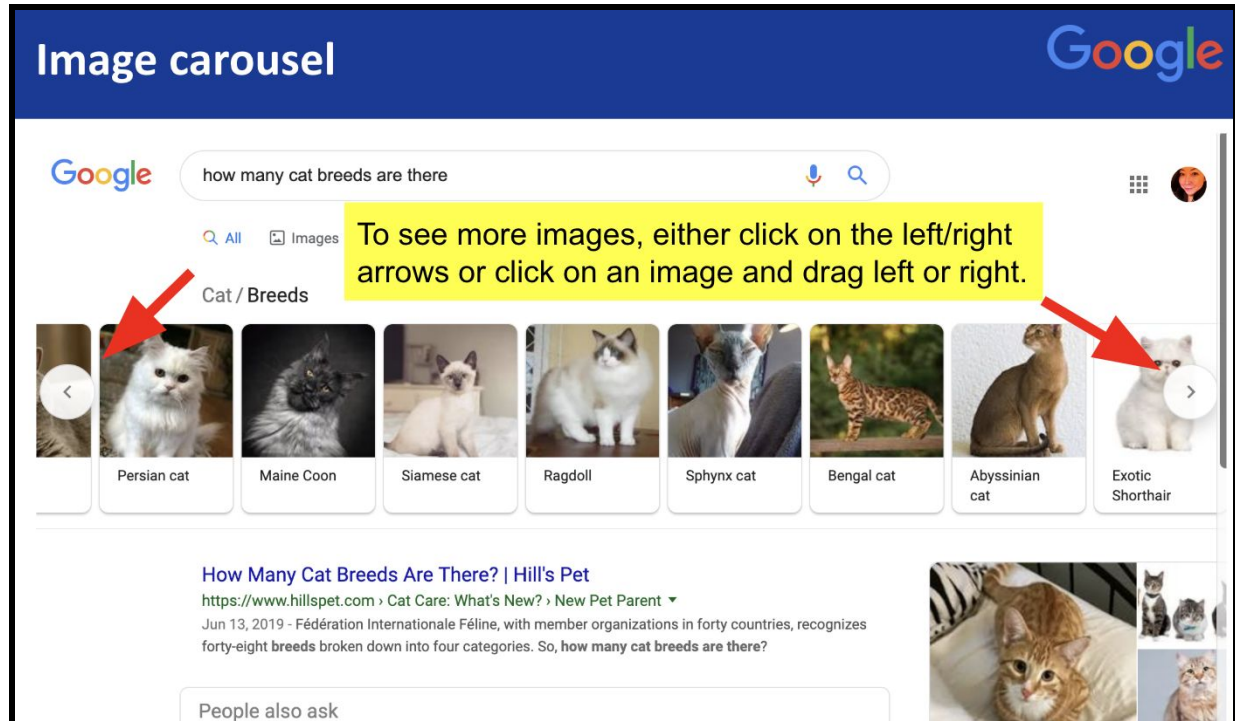 Image carousel
Google
Google
how many cat breeds are there
All
Images
To see more images, either click on the left/right
arrows or click on an image and drag left or right.
Cat / Breeds
Persian cat
Maine Coon
Siamese cat
Ragdoll
Sphynx cat
Bengal cat
Abyssinian
cat
Exotic
Shorthair
How Many Cat Breeds Are There? | Hill's Pet
https://www.hillspet.com › Cat Care: What's New? › New Pet Parent
Jun 13, 2019 - Fédération Internationale Féline, with member organizations in forty countries, recognizes
forty-eight breeds broken down into four categories. So, how many cat breeds are there?
People also ask